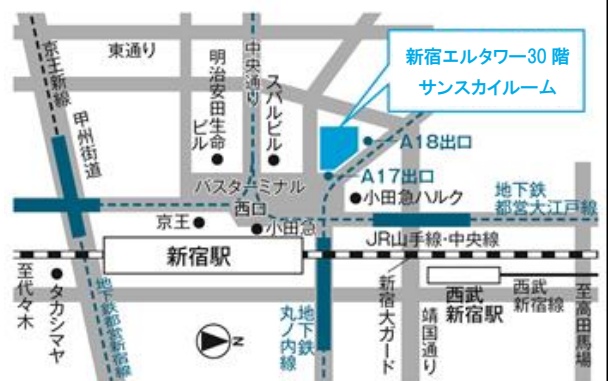 新宿エルタワー30階
サンスカイルーム
東通り
京王新線
甲州街道
明治安田生命
ビル
中央通り
スバルビル
A18出口
A17出口
バスターミナル
小田急ハルク
地下鉄
都営大江戸線
西口
京王
小田急
JR山手線・中央線
新宿駅
至代々木
タカシマヤ
地下鉄都営新宿線
地下鉄
丸ノ内線
新宿大ガード
靖国通り
西武
新宿駅
西武
新宿線
至高田馬場
N